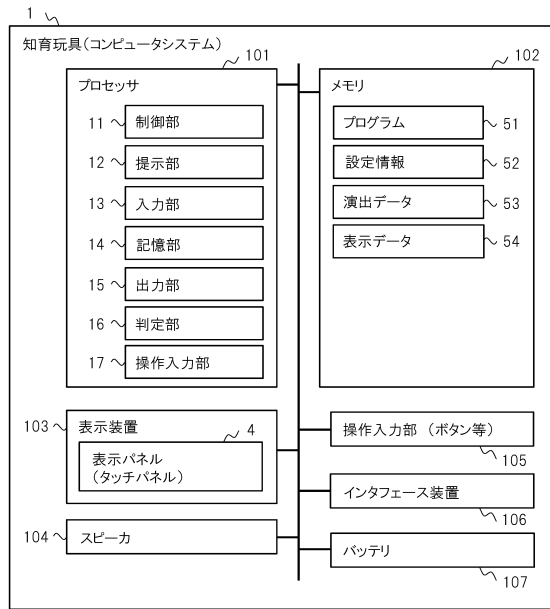 1
知育玩具(コンピュータシステム)
101
プロセッサ
11 制御部
12 提示部
13 入力部
14 記憶部
15 出力部
16 判定部
17 操作入力部
102
メモリ
プログラム 51
設定情報 52
演出データ 53
表示データ 54
103 表示装置
4
表示パネル
(タッチパネル)
104 スピーカ
操作入力部 (ボタン等)
105
インタフェース装置
106
バッテリ
107